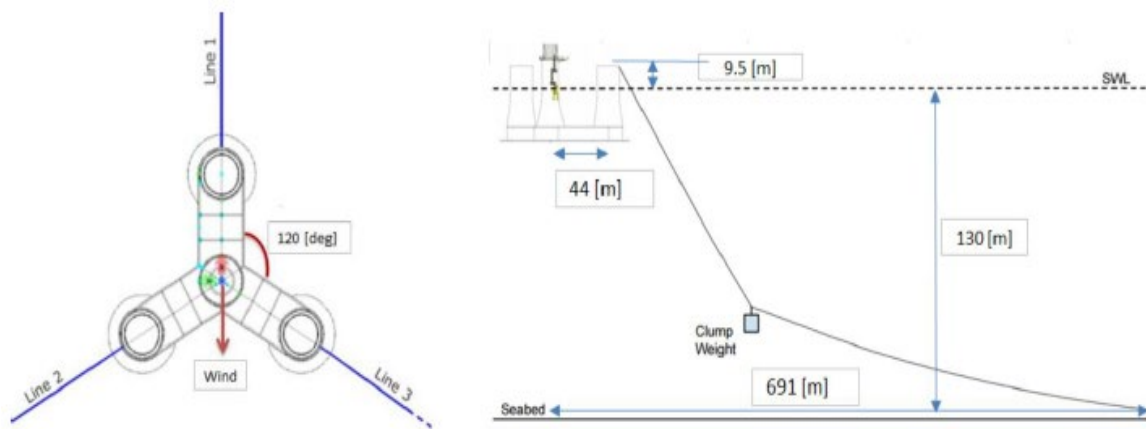 Line 1
120 [deg]
Line 2
Wind
Line 3
9.5 [m]
SWL
44 [m]
130 [m]
Clump
Weight
691 [m]
Seabed